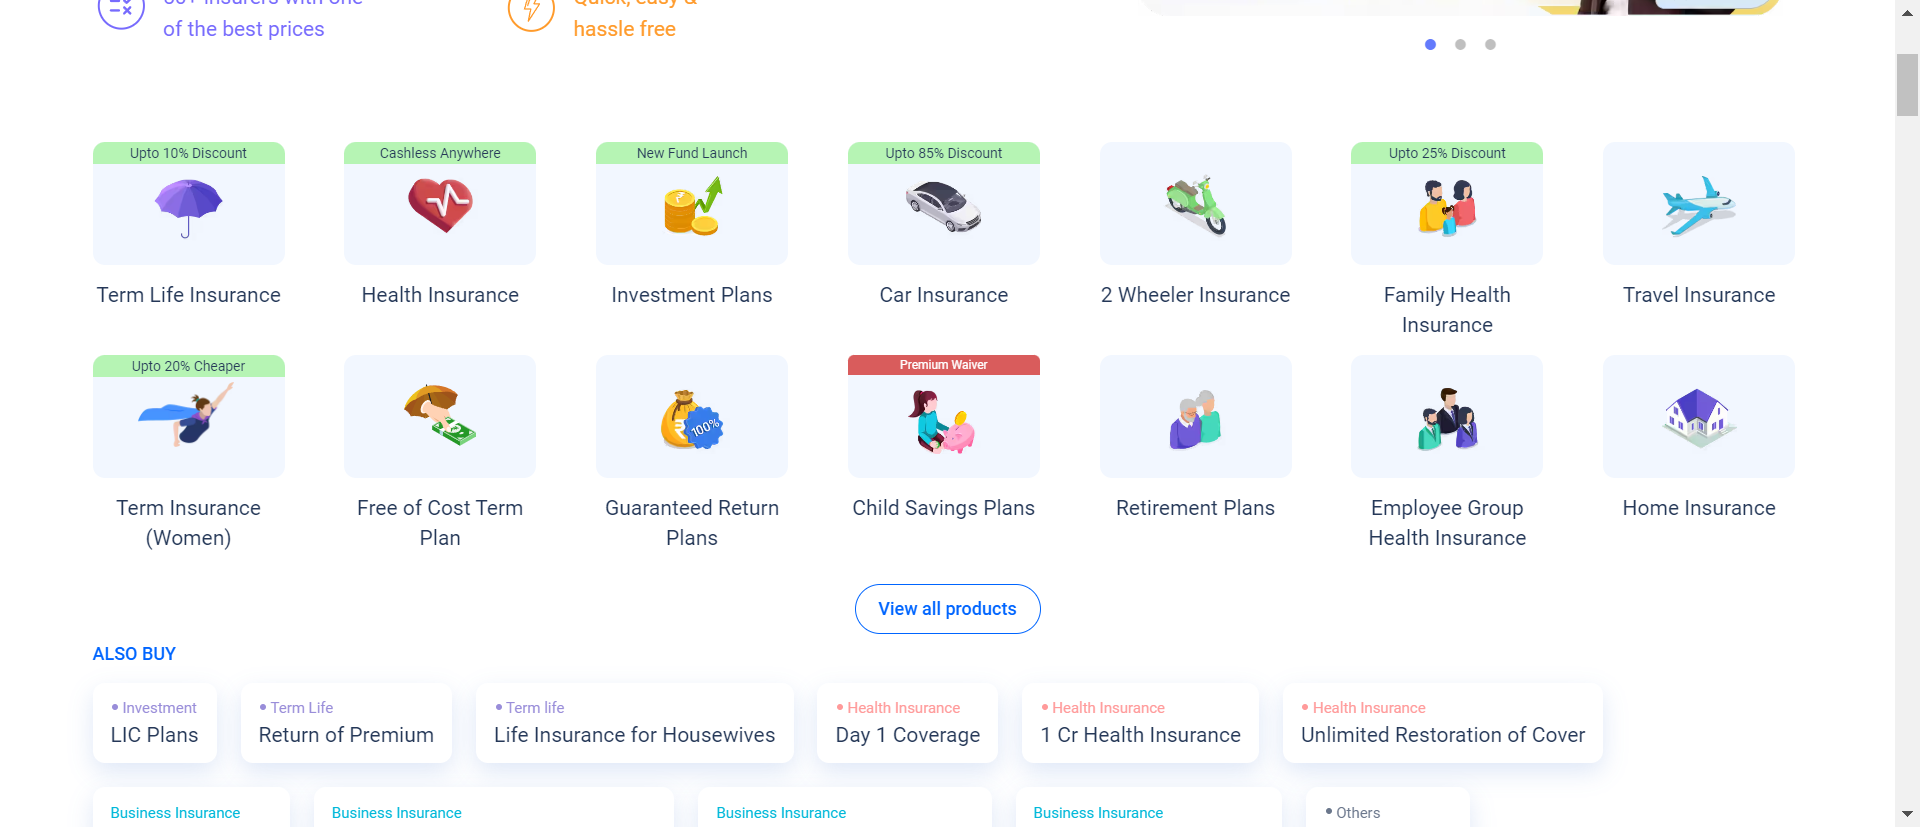 of the best prices
hassle free
Upto 10% Discount
Cashless Anywhere
New Fund Launch
Upto 85% Discount
Upto 25% Discount
Term Life Insurance
Health Insurance
Investment Plans
Car Insurance
2 Wheeler Insurance
Family Health
Insurance
Travel Insurance
Upto 20% Cheaper
100%
Premium Waiver
Term Insurance
(Women)
Free of Cost Term
Plan
Guaranteed Return
Plans
Child Savings Plans
Retirement Plans
Employee Group
Health Insurance
Home Insurance
View all products
ALSO BUY
Investment
LIC Plans
Term Life
Return of Premium
Term life
Life Insurance for Housewives
Health Insurance
Day 1 Coverage
Health Insurance
1 Cr Health Insurance
Health Insurance
Unlimited Restoration of Cover
Business Insurance
Business Insurance
Business Insurance
Business Insurance
Others